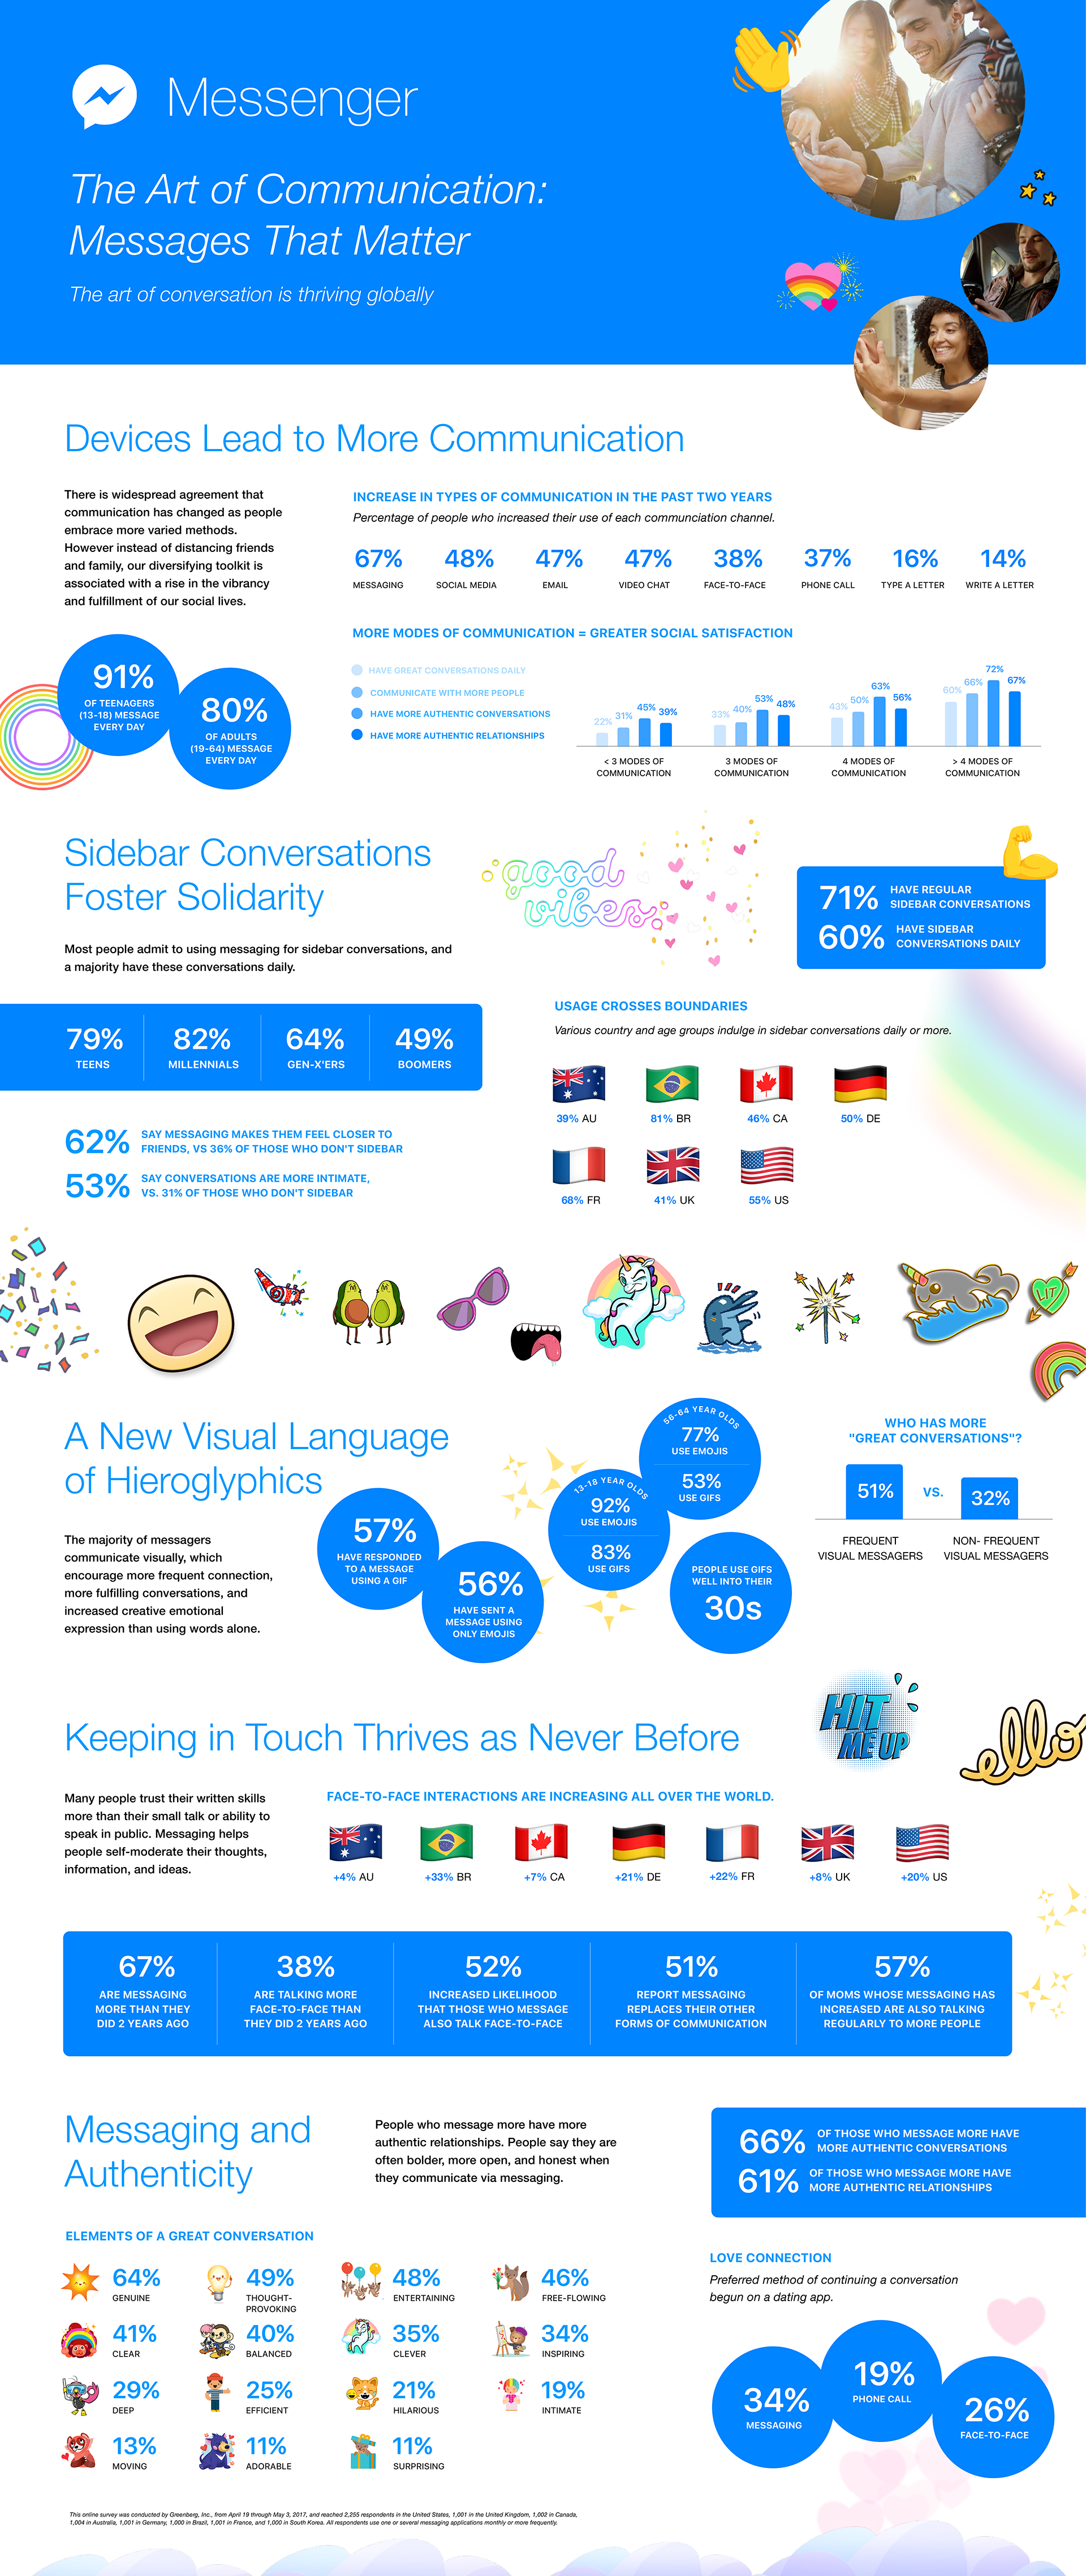 Messenger
The Art of Communication:
Messages That Matter
The art of conversation is thriving globally
Devices Lead to More Communication
There is widespread agreement that
communication has changed as people
embrace more varied methods.
However instead of distancing friends
and family, our diversifying toolkit is
associated with a rise in the vibrancy
and fulfillment of our social lives.
91%
OF TEENAGERS
(13-18) MESSAGE
EVERY DAY
80%
OF ADULTS
(19-64) MESSAGE
EVERY DAY
INCREASE IN TYPES OF COMMUNICATION IN THE PAST TWO YEARS
Percentage of people who increased their use of each communciation channel.
67% 48% 47% 47% 38% 37% 16% 14%
MESSAGING SOCIAL MEDIA EMAIL VIDEO CHAT FACE-TO-FACE PHONE CALL TYPE A LETTER WRITE A LETTER
MORE MODES OF COMMUNICATION = GREATER SOCIAL SATISFACTION
HAVE GREAT CONVERSATIONS DAILY
COMMUNICATE WITH MORE PEOPLE
HAVE MORE AUTHENTIC CONVERSATIONS
HAVE MORE AUTHENTIC RELATIONSHIPS
22% 31% 45% 39%
< 3 MODES OF
COMMUNICATION
33% 40% 53% 48%
3 MODES OF
COMMUNICATION
43% 50% 63% 56%
4 MODES OF
COMMUNICATION
60% 66% 72% 67%
> 4 MODES OF
COMMUNICATION
Sidebar Conversations
Foster Solidarity
Most people admit to using messaging for sidebar conversations, and
a majority have these conversations daily.
good
vibes
71% HAVE REGULAR
SIDEBAR CONVERSATIONS
60% HAVE SIDEBAR
CONVERSATIONS DAILY
79% 82% 64% 49%
TEENS MILLENNIALS GEN-X'ERS BOOMERS
62% SAY MESSAGING MAKES THEM FEEL CLOSER TO
FRIENDS, VS 36% OF THOSE WHO DON'T SIDEBAR
53% SAY CONVERSATIONS ARE MORE INTIMATE,
VS. 31% OF THOSE WHO DON'T SIDEBAR
USAGE CROSSES BOUNDARIES
Various country and age groups indulge in sidebar conversations daily or more.
39% AU 81% BR 46% CA 50% DE
68% FR 41% UK 55% US
LIT
A New Visual Language
of Hieroglyphics
The majority of messagers
communicate visually, which
encourage more frequent connection,
more fulfilling conversations, and
increased creative emotional
expression than using words alone.
57%
HAVE RESPONDED
TO A MESSAGE
USING A GIF
56%
HAVE SENT A
MESSAGE USING
ONLY EMOJIS
13-18 YEAR OLDS
92%
USE EMOJIS
83%
USE GIFS
56-64 YEAR OLDS
77%
USE EMOJIS
53%
USE GIFS
PEOPLE USE GIFS
WELL INTO THEIR
30s
WHO HAS MORE
"GREAT CONVERSATIONS"?
51% VS. 32%
FREQUENT
VISUAL MESSAGERS
NON- FREQUENT
VISUAL MESSAGERS
HIT
ME UP
ello
Keeping in Touch Thrives as Never Before
Many people trust their written skills
more than their small talk or ability to
speak in public. Messaging helps
people self-moderate their thoughts,
information, and ideas.
FACE-TO-FACE INTERACTIONS ARE INCREASING ALL OVER THE WORLD.
+4% AU +33% BR +7% CA +21% DE +22% FR +8% UK +20% US
67%
ARE MESSAGING
MORE THAN THEY
DID 2 YEARS AGO
38%
ARE TALKING MORE
FACE-TO-FACE THAN
THEY DID 2 YEARS AGO
52%
INCREASED LIKELIHOOD
THAT THOSE WHO MESSAGE
ALSO TALK FACE-TO-FACE
51%
REPORT MESSAGING
REPLACES THEIR OTHER
FORMS OF COMMUNICATION
57%
OF MOMS WHOSE MESSAGING HAS
INCREASED ARE ALSO TALKING
REGULARLY TO MORE PEOPLE
Messaging and
Authenticity
People who message more have more
authentic relationships. People say they are
often bolder, more open, and honest when
they communicate via messaging.
66% OF THOSE WHO MESSAGE MORE HAVE
MORE AUTHENTIC CONVERSATIONS
61% OF THOSE WHO MESSAGE MORE HAVE
MORE AUTHENTIC RELATIONSHIPS
ELEMENTS OF A GREAT CONVERSATION
64%
GENUINE
49%
THOUGHT-
PROVOKING
48%
ENTERTAINING
46%
FREE-FLOWING
41%
CLEAR
40%
BALANCED
35%
CLEVER
34%
INSPIRING
29%
DEEP
25%
EFFICIENT
21%
HILARIOUS
19%
INTIMATE
13%
MOVING
11%
ADORABLE
11%
SURPRISING
LOVE CONNECTION
Preferred method of continuing a conversation
begun on a dating app.
34%
MESSAGING
19%
PHONE CALL
26%
FACE-TO-FACE
This online survey was conducted by Greenberg, Inc., from April 19 through May 3, 2017, and reached 2,255 respondents in the United States, 1,001 in the United Kingdom, 1,002 in Canada,
1,004 in Australia, 1,001 in Germany, 1,000 in Brazil, 1,001 in France, and 1,000 in South Korea. All respondents use one or several messaging applications monthly or more frequently.